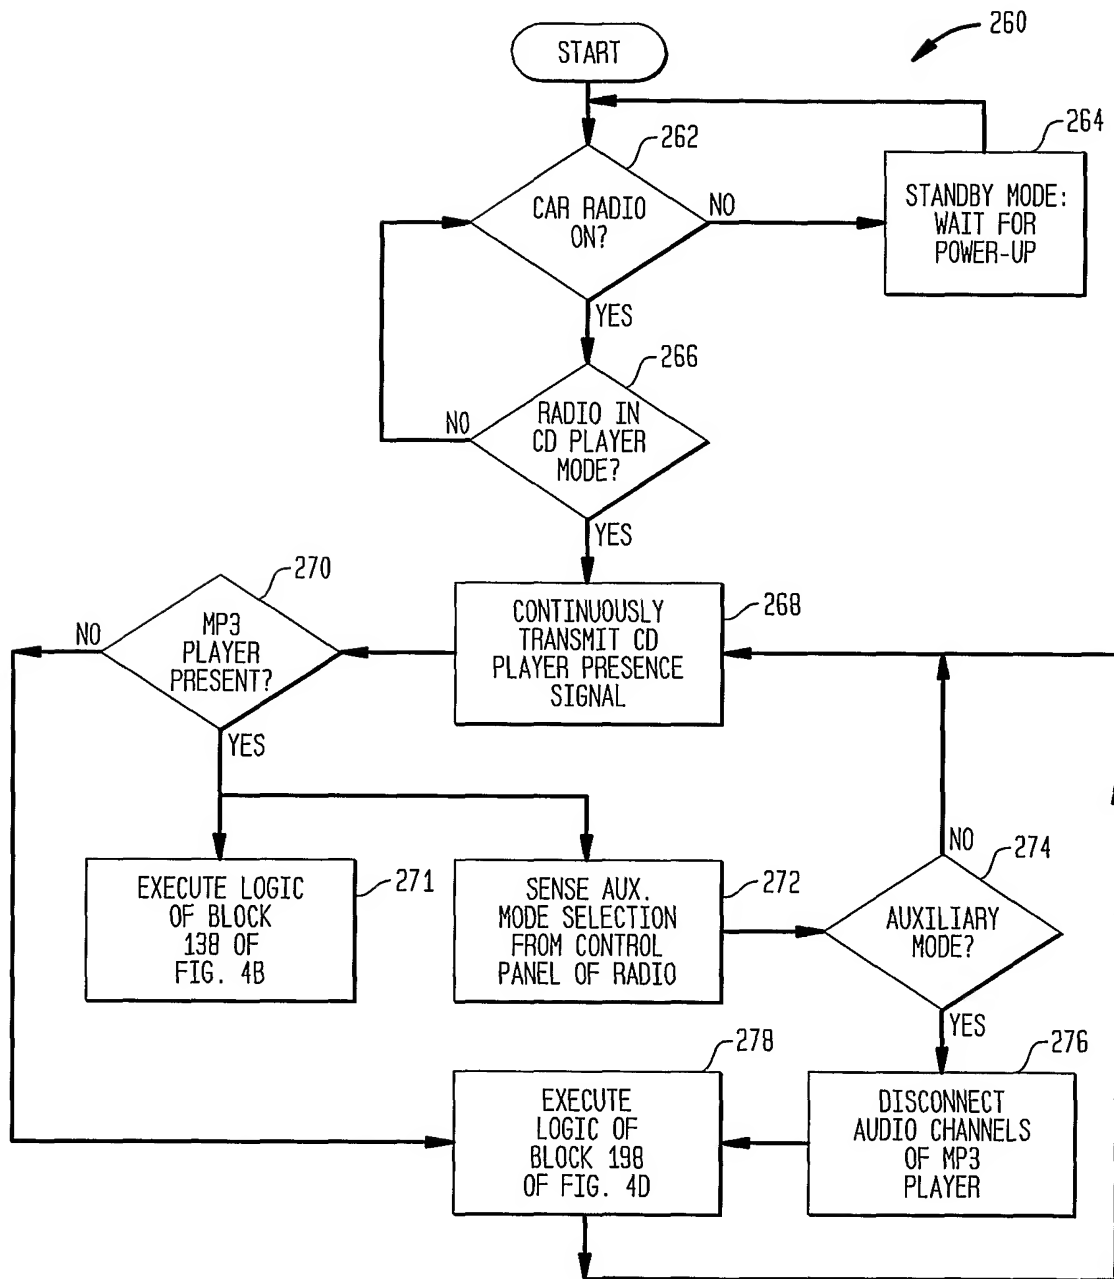 260
START
264
262
STANDBY MODE:
WAIT FOR
POWER-UP
CAR RADIO
ON?
NO
YES
266
RADIO IN
CD PLAYER
MODE?
NO
YES
270
MP3
PLAYER
PRESENT?
NO
YES
268
CONTINUOUSLY
TRANSMIT CD
PLAYER PRESENCE
SIGNAL
271
EXECUTE LOGIC
OF BLOCK
138 OF
FIG. 4B
272
SENSE AUX.
MODE SELECTION
FROM CONTROL
PANEL OF RADIO
NO
274
AUXILIARY
MODE?
YES
278
EXECUTE
LOGIC OF
BLOCK 198
OF FIG. 4D
276
DISCONNECT
AUDIO CHANNELS
OF MP3
PLAYER